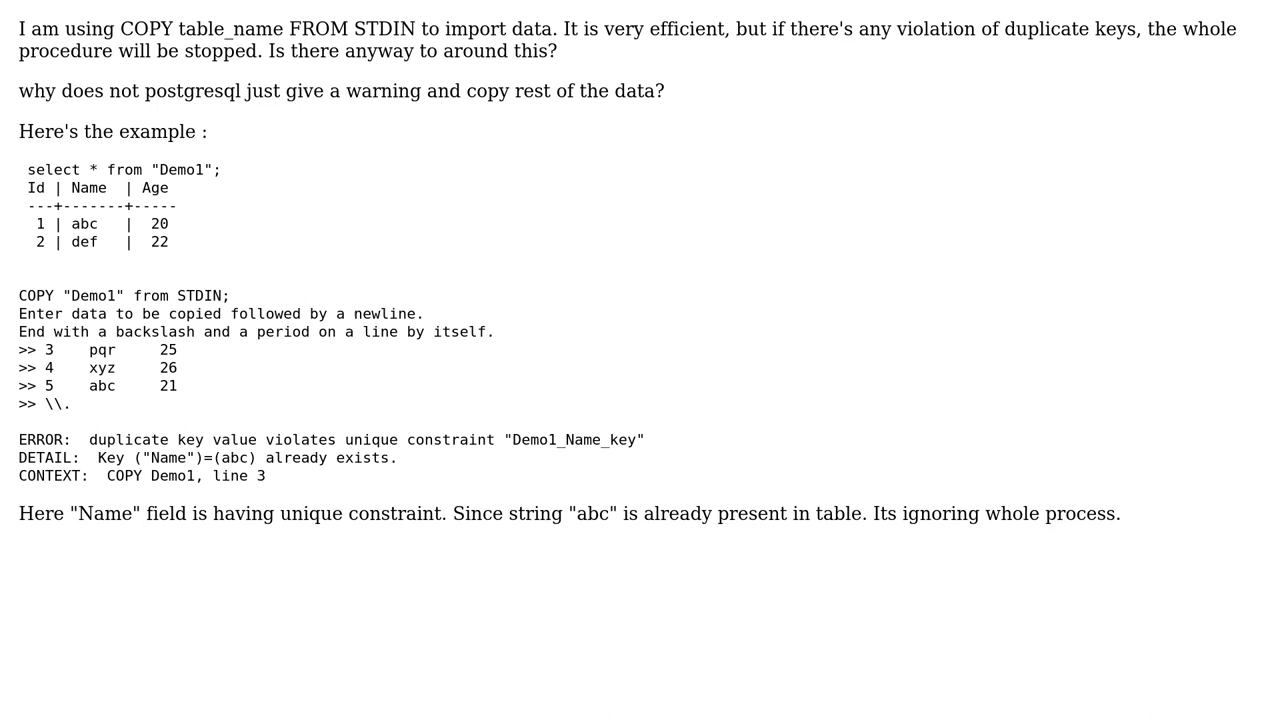 I am using COPY table_name FROM STDIN to import data. It is very efficient, but if there's any violation of duplicate keys, the whole
procedure will be stopped. Is there anyway to around this?
why does not postgresql just give a warning and copy rest of the data?
Here's the example :
select * from "Demo1";
Id | Name  | Age
---+-------+-----
1 | abc   |  20
2 | def   |  22
COPY "Demo1" from STDIN;
Enter data to be copied followed by a newline.
End with a backslash and a period on a line by itself.
>> 3    pqr     25
>> 4    xyz     26
>> 5    abc     21
>> \\.
ERROR:  duplicate key value violates unique constraint "Demo1_Name_key"
DETAIL:  Key ("Name")=(abc) already exists.
CONTEXT:  COPY Demo1, line 3
Here "Name" field is having unique constraint. Since string "abc" is already present in table. Its ignoring whole process.